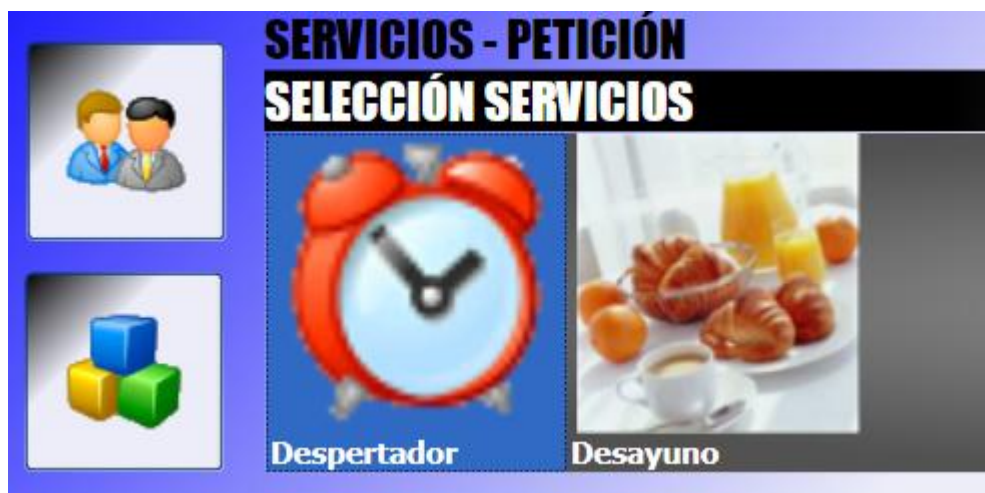 SERVICIOS - PETICIÓN
SELECCIÓN SERVICIOS
Despertador
Desayuno